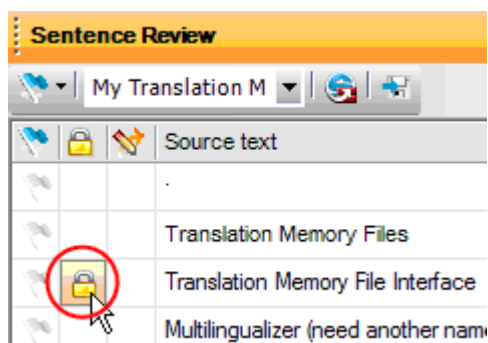 Sentence Review
My Translation M
Source text
.
Translation Memory Files
Translation Memory File Interface
Multilingualizer (need another name